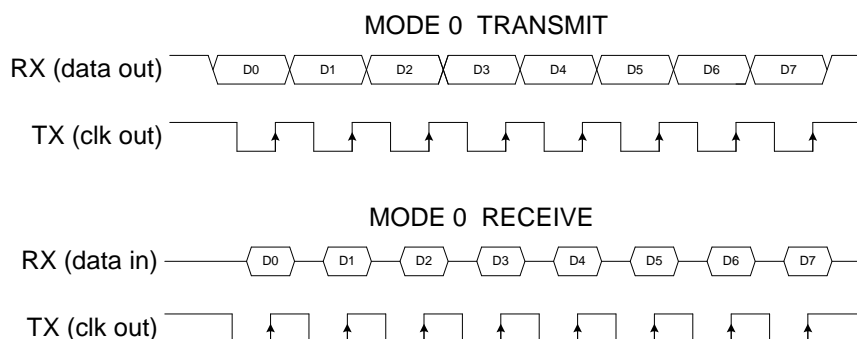 MODE 0 TRANSMIT
RX (data out) D0 D1 D2 D3 D4 D5 D6 D7
TX (clk out)
MODE 0 RECEIVE
RX (data in) D0 D1 D2 D3 D4 D5 D6 D7
TX (clk out)